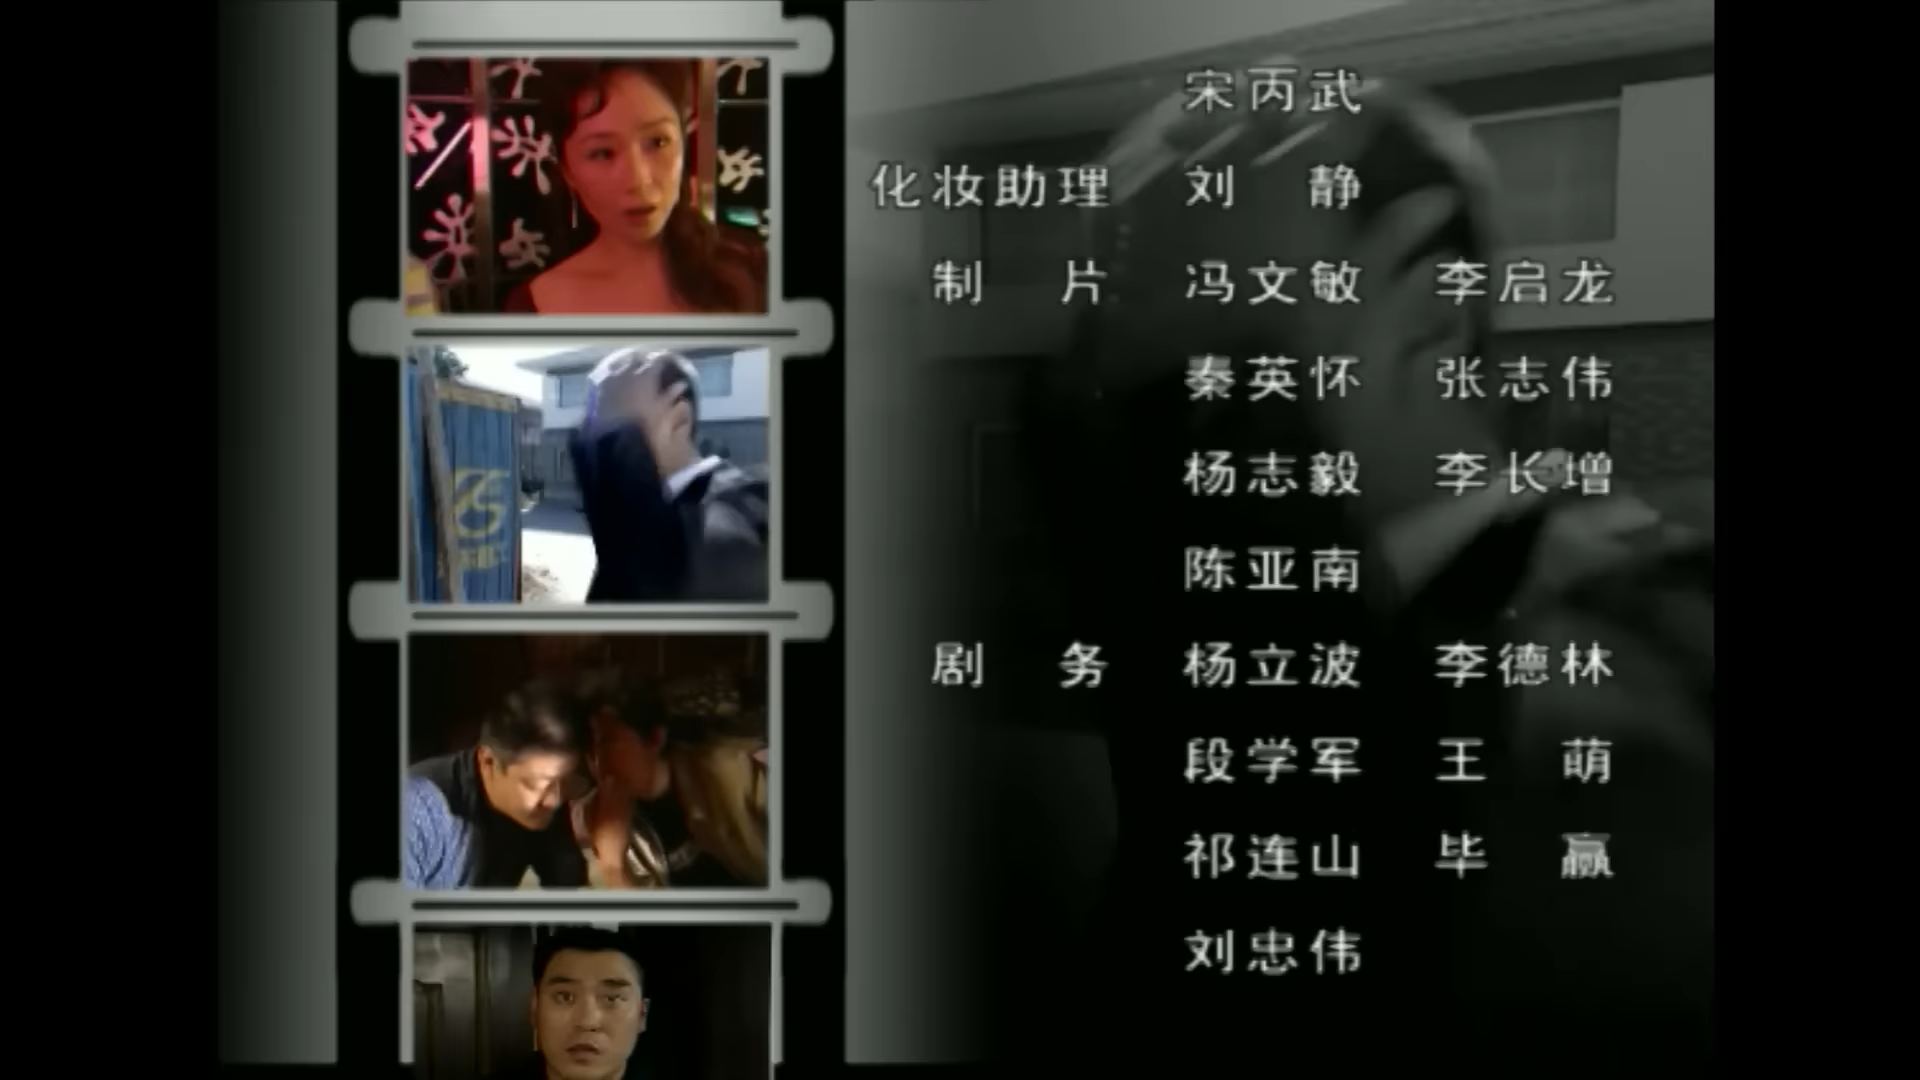 宋丙武
化妆助理 刘 静
制 片 冯文敏 李启龙
秦英怀 张志伟
杨志毅 李长增
陈亚南
剧 务 杨立波 李德林
段学军 王 萌
祁连山 毕 赢
刘忠伟